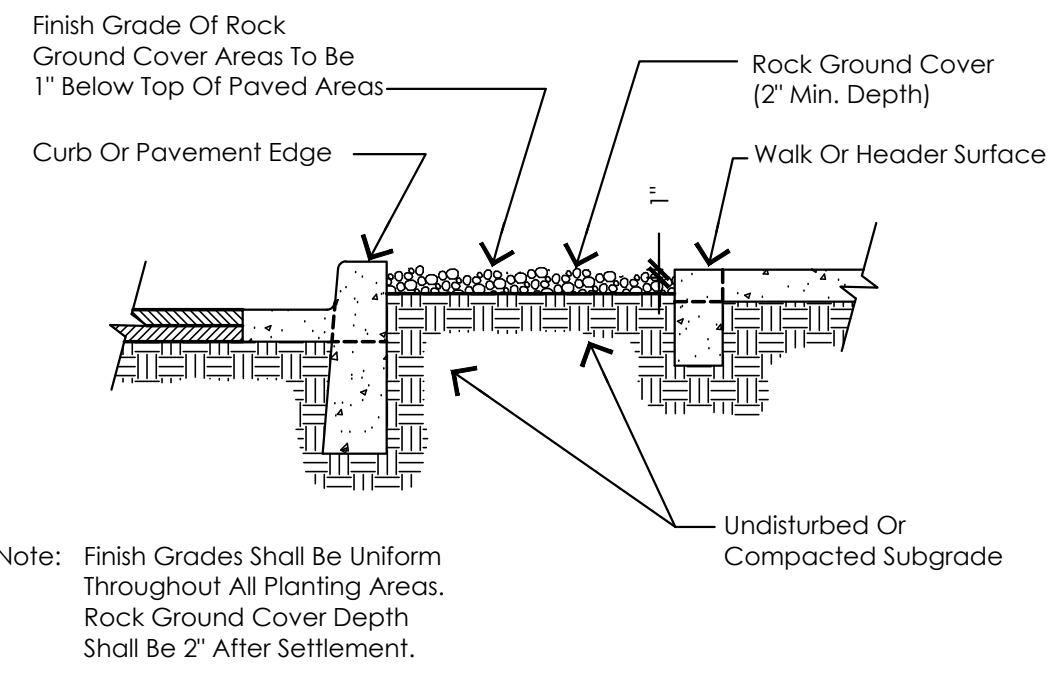 Finish Grade Of Rock
Ground Cover Areas To Be
1" Below Top Of Paved Areas
Rock Ground Cover
(2" Min. Depth)
Curb Or Pavement Edge
Walk Or Header Surface
1"
Undisturbed Or
Compacted Subgrade
Note: Finish Grades Shall Be Uniform
Throughout All Planting Areas.
Rock Ground Cover Depth
Shall Be 2" After Settlement.